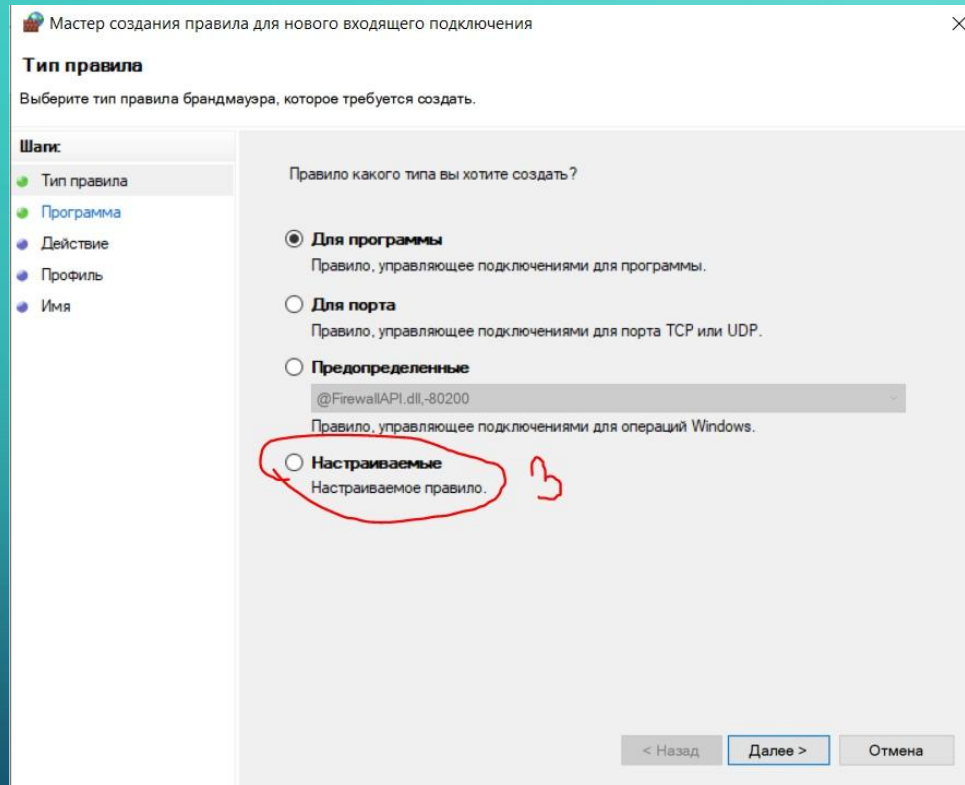 Мастер создания правила для нового входящего подключения
Тип правила
Выберите тип правила брандмауэра, которое требуется создать.
Шаги:
Тип правила
Программа
Действие
Профиль
Имя
Правило какого типа вы хотите создать?
Для программы
Правило, управляющее подключениями для программы.
Для порта
Правило, управляющее подключениями для порта TCP или UDP.
Предопределенные
@FirewallAPI.dll,-80200
Правило, управляющее подключениями для операций Windows.
Настраиваемые
Настраиваемое правило.
3
< Назад
Далее >
Отмена